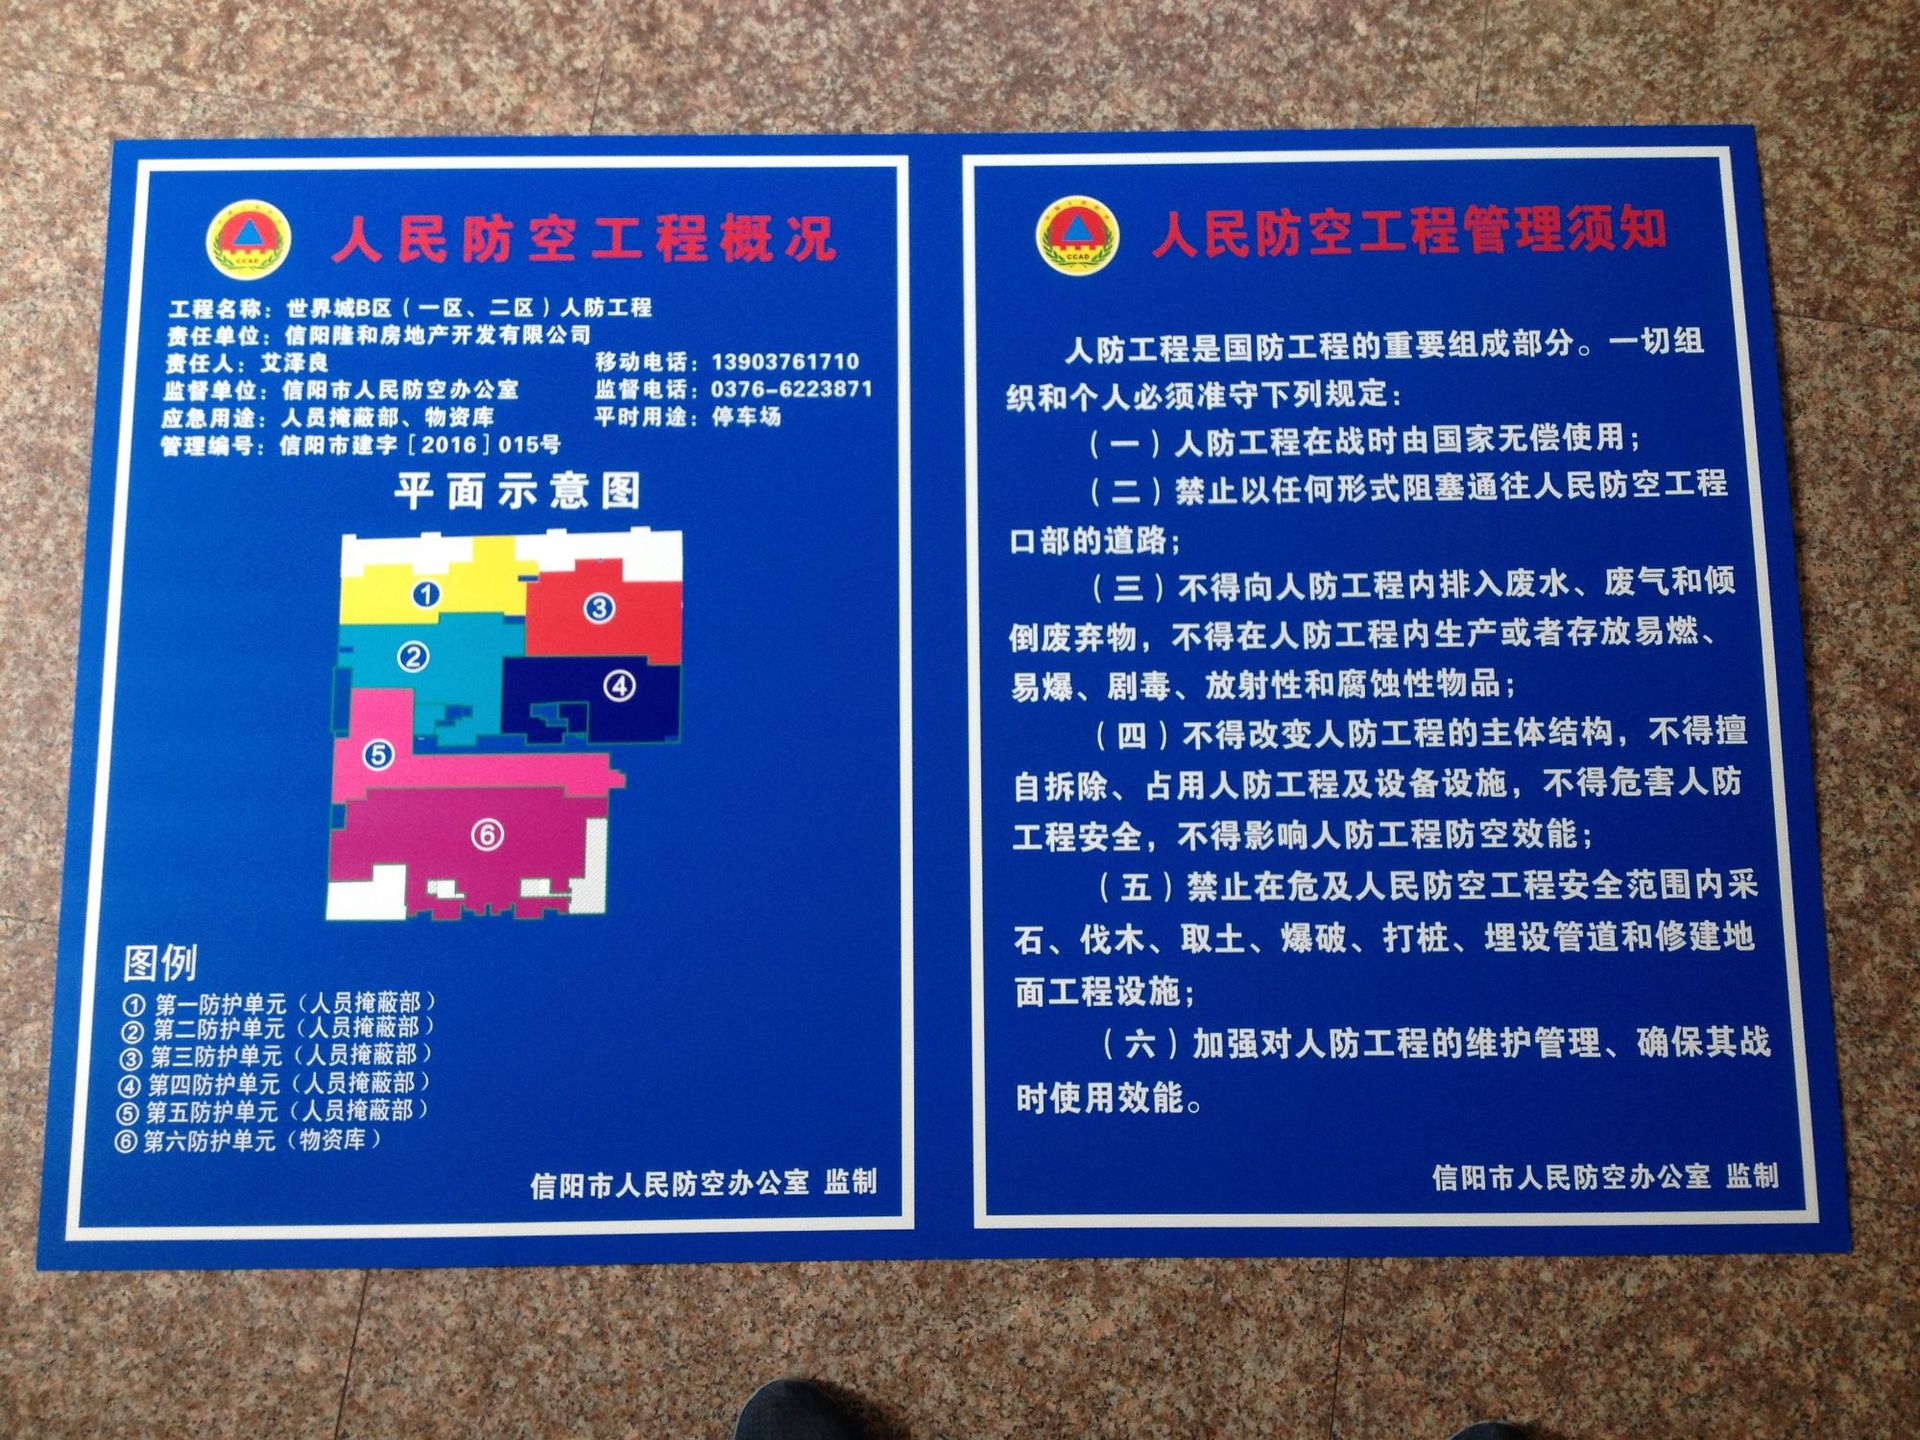 人民防空工程概况
工程名称：世界城B区（一区、二区）人防工程
责任单位：信阳隆和房地产开发有限公司
责任人：艾泽良 移动电话：13903761710
监督单位：信阳市人民防空办公室 监督电话：0376-6223871
应急用途：人员掩蔽部、物资库 平时用途：停车场
管理编号：信阳市建字［2016］015号
平面示意图
①
③
②
④
⑤
⑥
图例
① 第一防护单元（人员掩蔽部）
② 第二防护单元（人员掩蔽部）
③ 第三防护单元（人员掩蔽部）
④ 第四防护单元（人员掩蔽部）
⑤ 第五防护单元（人员掩蔽部）
⑥ 第六防护单元（物资库）
信阳市人民防空办公室 监制
CCAD
人民防空工程管理须知
人防工程是国防工程的重要组成部分。一切组
织和个人必须准守下列规定：
（一）人防工程在战时由国家无偿使用；
（二）禁止以任何形式阻塞通往人民防空工程
口部的道路；
（三）不得向人防工程内排入废水、废气和倾
倒废弃物，不得在人防工程内生产或者存放易燃、
易爆、剧毒、放射性和腐蚀性物品；
（四）不得改变人防工程的主体结构，不得擅
自拆除、占用人防工程及设备设施，不得危害人防
工程安全，不得影响人防工程防空效能；
（五）禁止在危及人民防空工程安全范围内采
石、伐木、取土、爆破、打桩、埋设管道和修建地
面工程设施；
（六）加强对人防工程的维护管理、确保其战
时使用效能。
信阳市人民防空办公室 监制
CCAD